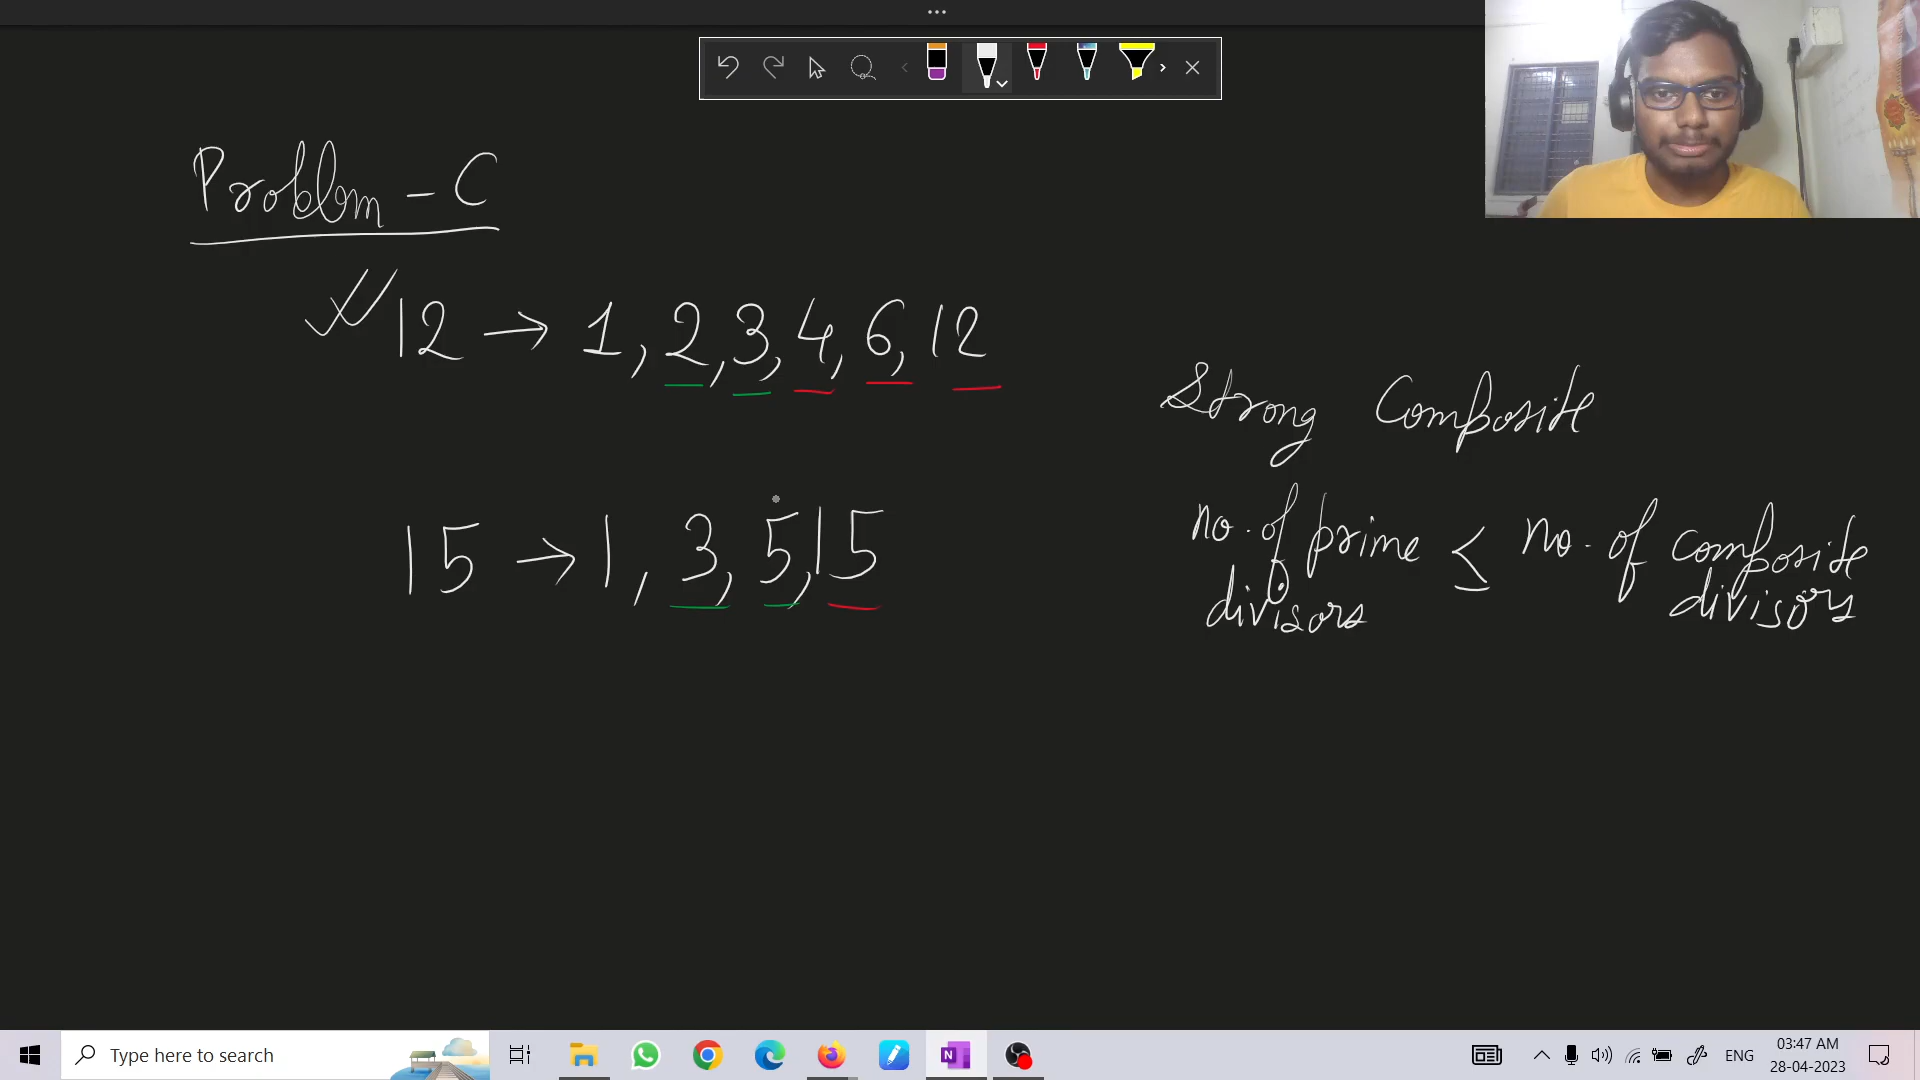 Problem - C
12 → 1, 2, 3, 4, 6, 12
Strong Composite
15 → 1, 3, 5, 15
no. of prime divisors ≤ no. of composite divisors
Type here to search
ENG
03:47 AM
28-04-2023